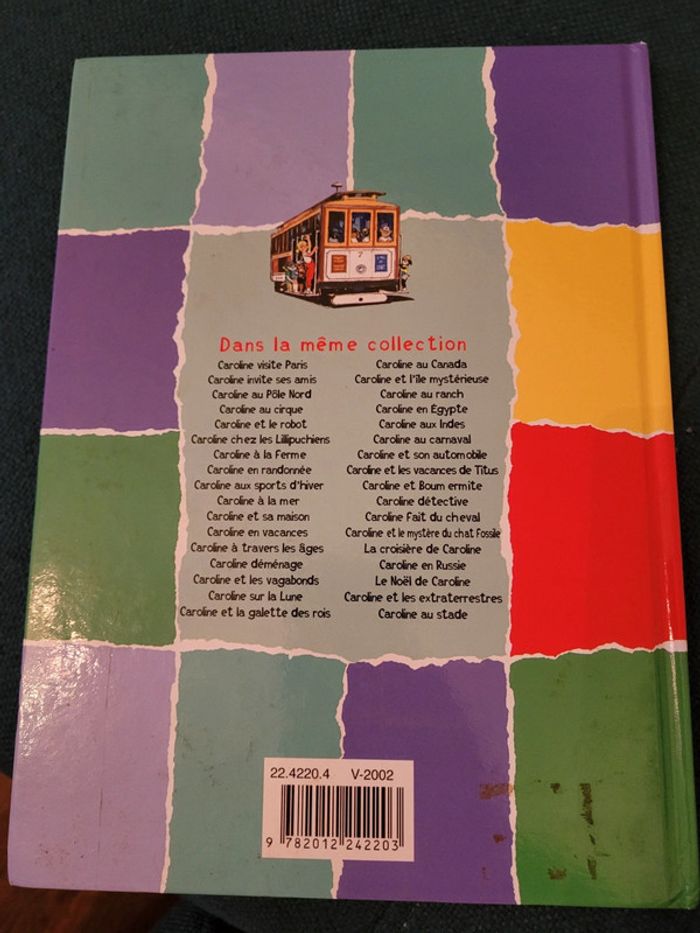 7
Dans la même collection
Caroline visite Paris
Caroline invite ses amis
Caroline au Pôle Nord
Caroline au cirque
Caroline et le robot
Caroline chez les Lillipuchiens
Caroline à la Ferme
Caroline en randonnée
Caroline aux sports d'hiver
Caroline à la mer
Caroline et sa maison
Caroline en vacances
Caroline à travers les âges
Caroline déménage
Caroline et les vagabonds
Caroline sur la Lune
Caroline et la galette des rois
Caroline au Canada
Caroline et l'île mystérieuse
Caroline au ranch
Caroline en Egypte
Caroline aux Indes
Caroline au carnaval
Caroline et son automobile
Caroline et les vacances de Titus
Caroline et Boum ermite
Caroline détective
Caroline Fait du cheval
Caroline et le mystère du chat Fossile
La croisière de Caroline
Caroline en Russie
Le Noël de Caroline
Caroline et les extraterrestres
Caroline au stade
22.4220.4 V-2002
9 782012 242203